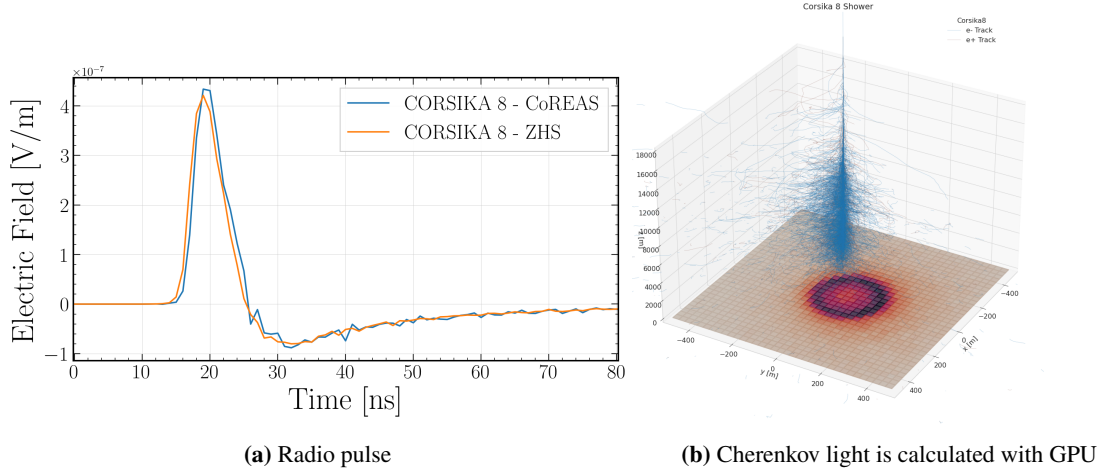 ×10⁻⁷
Electric Field [V/m]
4
3
2
1
0
−1
0 10 20 30 40 50 60 70 80
Time [ns]
CORSIKA 8 - CoREAS
CORSIKA 8 - ZHS
(a) Radio pulse
Corsika 8 Shower
Corsika8
e- Track
e+ Track
18000
16000
14000
12000
10000
8000
6000
4000
2000
0
z [m]
−400
−200
0
200
400
y [m]
−400
−200
0
200
400
x [m]
(b) Cherenkov light is calculated with GPU